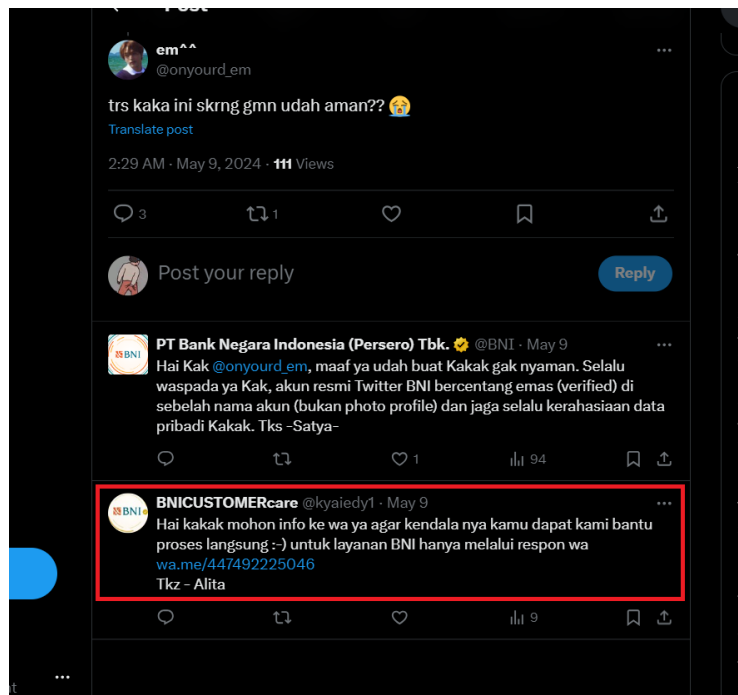 em^^
@onyourd_em
trs kaka ini skrng gmn udah aman?? 😭
Translate post
2:29 AM · May 9, 2024 · 111 Views
3
1
Post your reply
Reply
BNI
PT Bank Negara Indonesia (Persero) Tbk. @BNI · May 9
Hai Kak @onyourd_em, maaf ya udah buat Kakak gak nyaman. Selalu
waspada ya Kak, akun resmi Twitter BNI bercentang emas (verified) di
sebelah nama akun (bukan photo profile) dan jaga selalu kerahasiaan data
pribadi Kakak. Tks -Satya-
1
94
BNI
BNICUSTOMERcare @kyaiedy1 · May 9
Hai kakak mohon info ke wa ya agar kendala nya kamu dapat kami bantu
proses langsung :-) untuk layanan BNI hanya melalui respon wa
wa.me/447492225046
Tkz - Alita
9